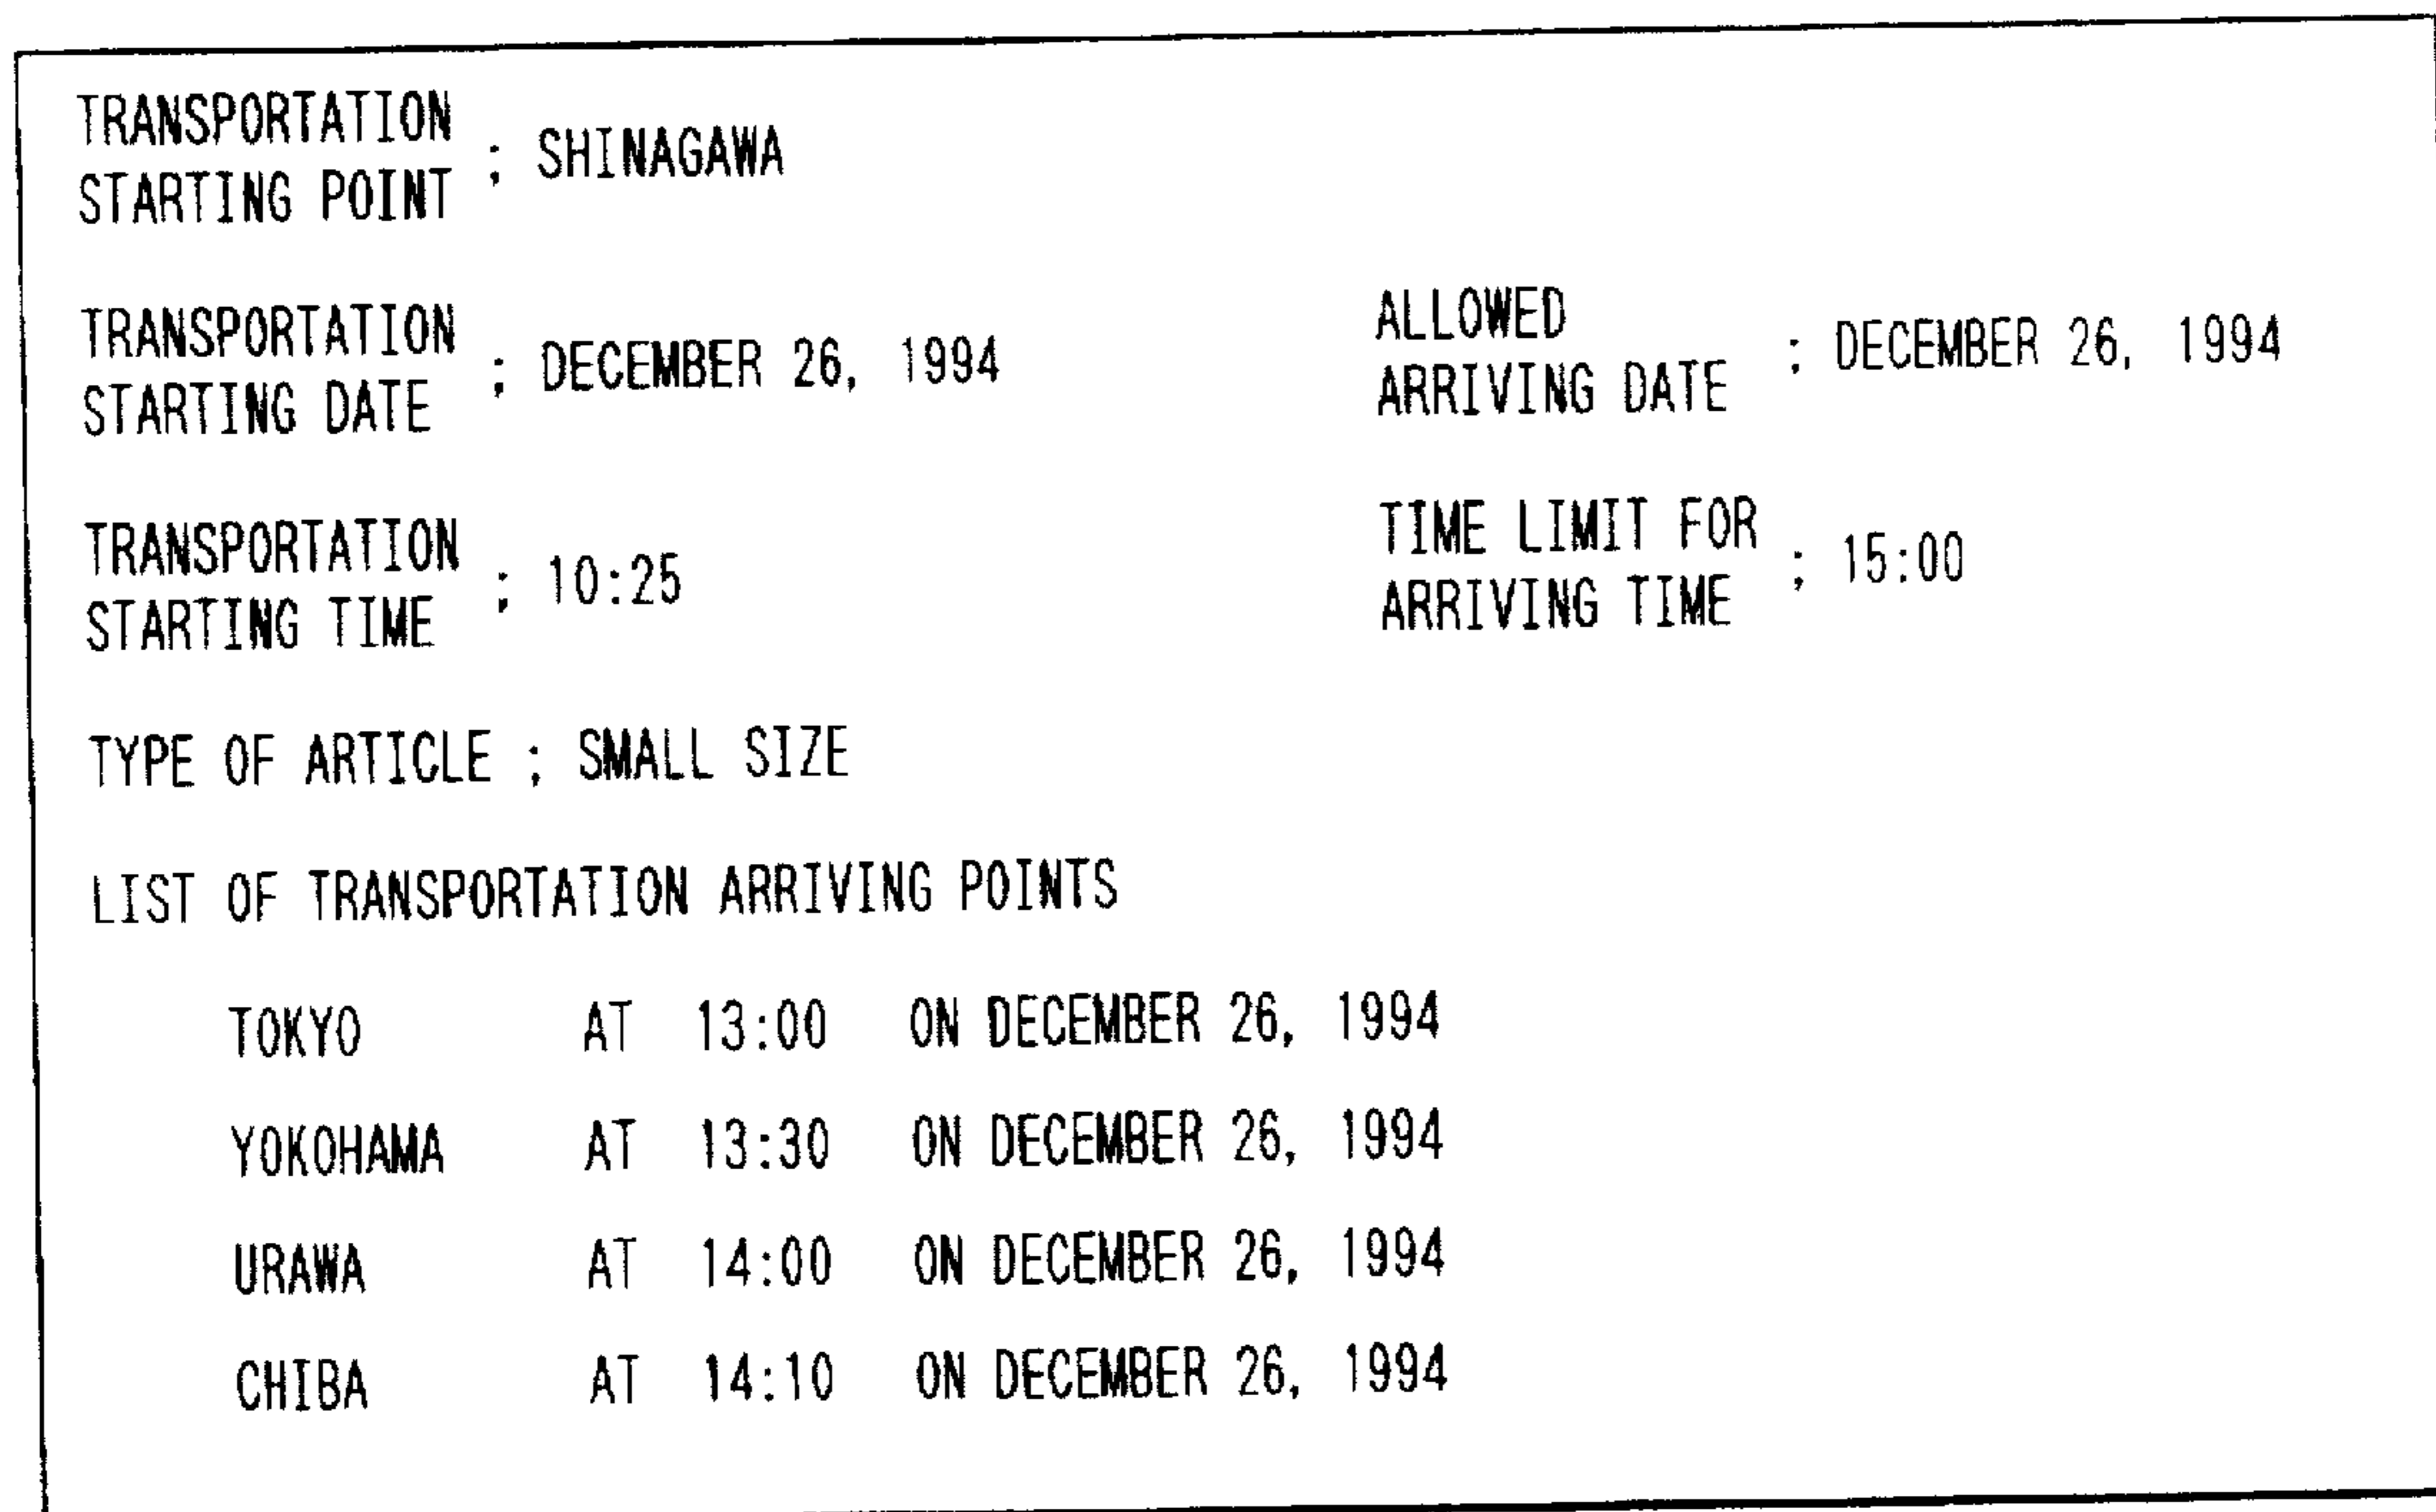 TRANSPORTATION
STARTING POINT ; SHINAGAWA
TRANSPORTATION
STARTING DATE ; DECEMBER 26, 1994
ALLOWED
ARRIVING DATE ; DECEMBER 26, 1994
TRANSPORTATION
STARTING TIME ; 10:25
TIME LIMIT FOR
ARRIVING TIME ; 15:00
TYPE OF ARTICLE ; SMALL SIZE
LIST OF TRANSPORTATION ARRIVING POINTS
TOKYO AT 13:00 ON DECEMBER 26, 1994
YOKOHAMA AT 13:30 ON DECEMBER 26, 1994
URAWA AT 14:00 ON DECEMBER 26, 1994
CHIBA AT 14:10 ON DECEMBER 26, 1994